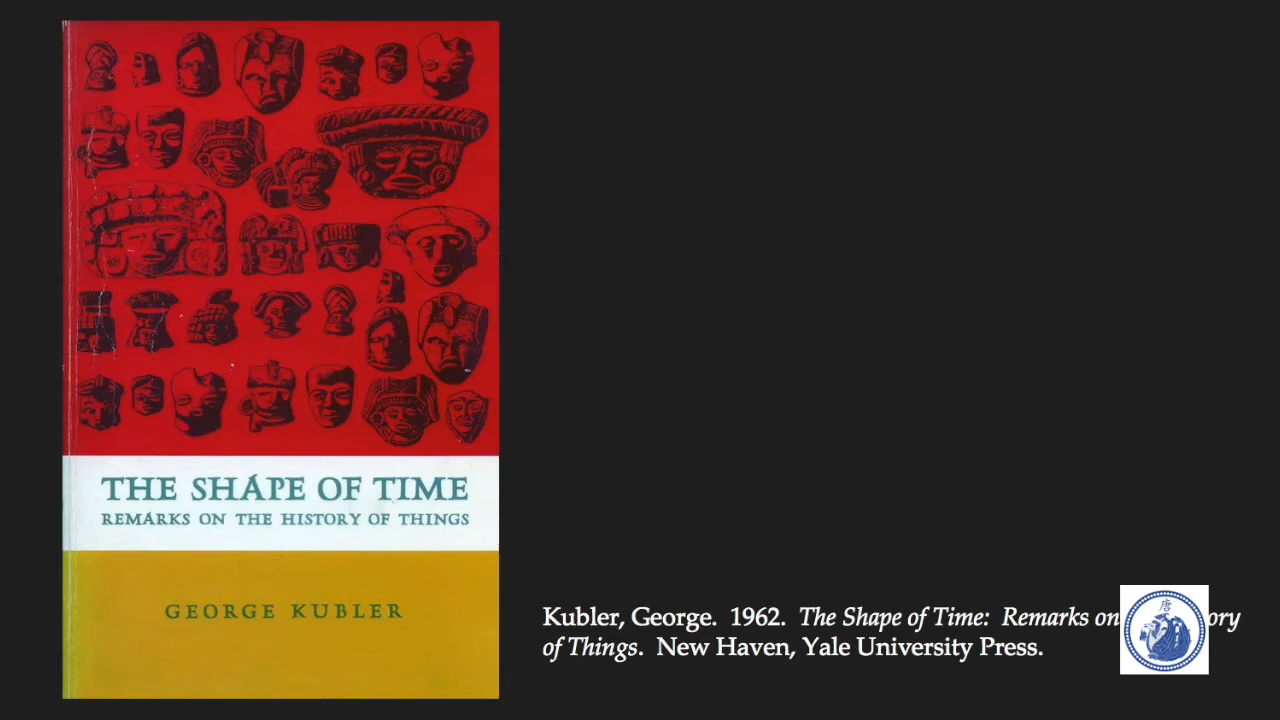 THE SHAPE OF TIME
REMARKS ON THE HISTORY OF THINGS
GEORGE KUBLER
Kubler, George. 1962. The Shape of Time: Remarks on ory
of Things. New Haven, Yale University Press.
唐